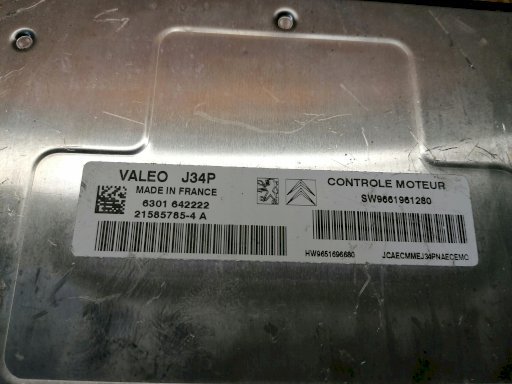 VALEO J34P
MADE IN FRANCE
6301 642222
21585785-4 A
CONTROLE MOTEUR
SW9661961280
HW9651696680
JCAECMMEJ34PNAECEMC